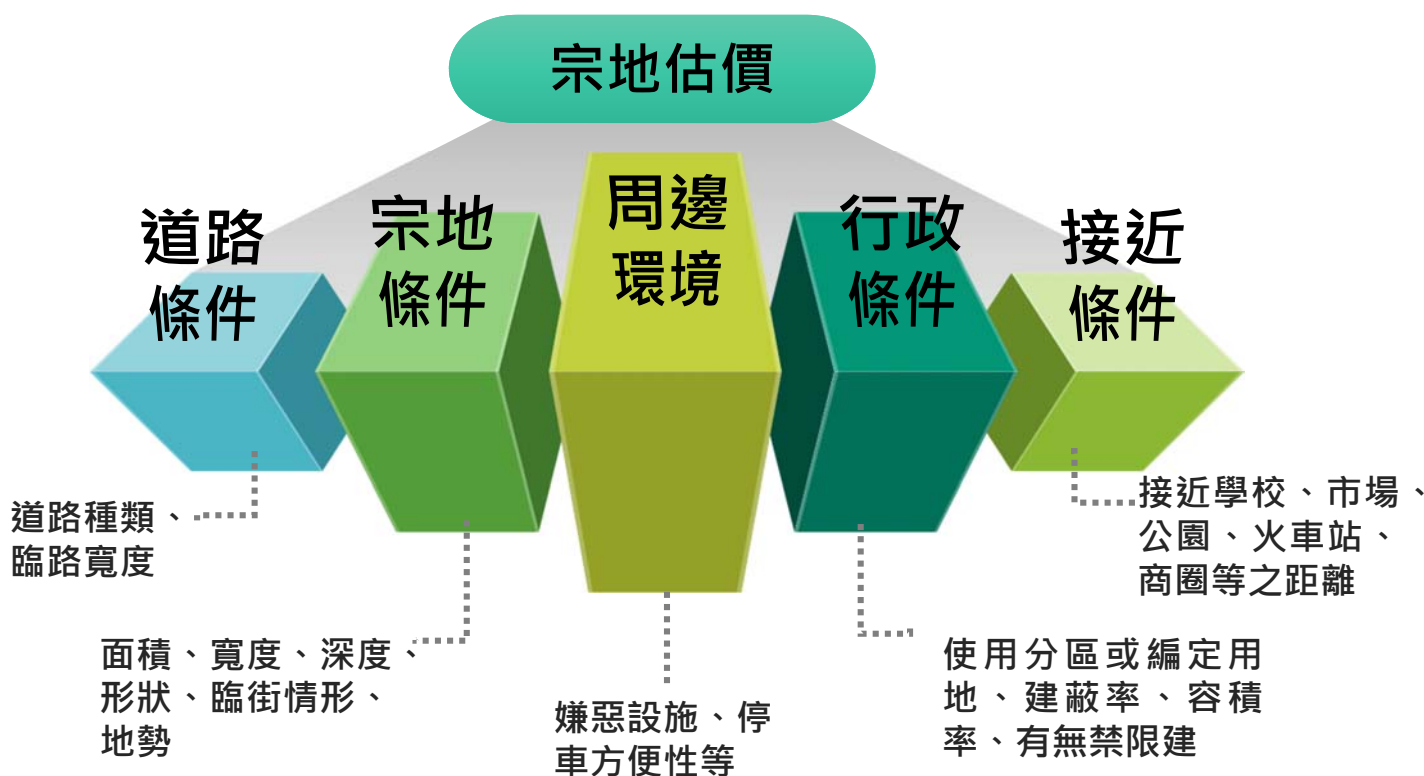 宗地估價
道路
條件
宗地
條件
周邊
環境
行政
條件
接近
條件
道路種類、
臨路寬度
面積、寬度、深度、
形狀、臨街情形、
地勢
嫌惡設施、停
車方便性等
使用分區或編定用
地、建蔽率、容積
率、有無禁限建
接近學校、市場、
公園、火車站、
商圈等之距離